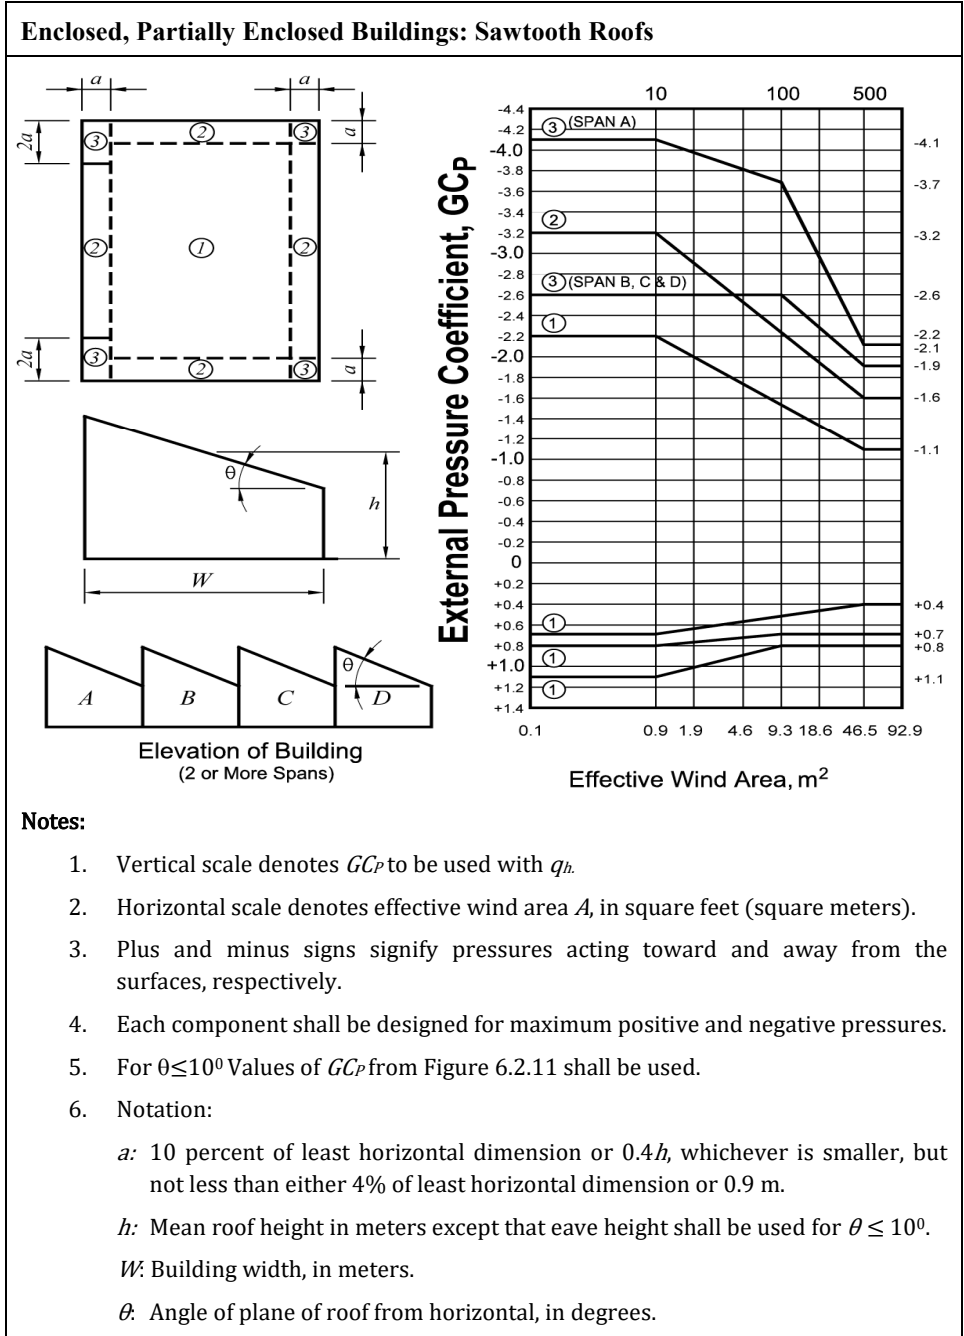 Enclosed, Partially Enclosed Buildings: Sawtooth Roofs
a
a
2a
3
2
3
a
2
1
2
2a
3
2
3
a
θ
h
W
A
B
C
θ
D
Elevation of Building
(2 or More Spans)
External Pressure Coefficient, GCP
10 100 500
-4.4
-4.2
-4.0
-3.8
-3.6
-3.4
-3.2
-3.0
-2.8
-2.6
-2.4
-2.2
-2.0
-1.8
-1.6
-1.4
-1.2
-1.0
-0.8
-0.6
-0.4
-0.2
0
+0.2
+0.4
+0.6
+0.8
+1.0
+1.2
+1.4
3 (SPAN A)
2
3 (SPAN B, C & D)
1
1
1
1
-4.1
-3.7
-3.2
-2.6
-2.2
-2.1
-1.9
-1.6
-1.1
+0.4
+0.7
+0.8
+1.1
0.1 0.9 1.9 4.6 9.3 18.6 46.5 92.9
Effective Wind Area, m²
Notes:
1. Vertical scale denotes GCP to be used with qh.
2. Horizontal scale denotes effective wind area A, in square feet (square meters).
3. Plus and minus signs signify pressures acting toward and away from the
surfaces, respectively.
4. Each component shall be designed for maximum positive and negative pressures.
5. For θ≤10⁰ Values of GCP from Figure 6.2.11 shall be used.
6. Notation:
a: 10 percent of least horizontal dimension or 0.4h, whichever is smaller, but
not less than either 4% of least horizontal dimension or 0.9 m.
h: Mean roof height in meters except that eave height shall be used for θ ≤ 10⁰.
W: Building width, in meters.
θ: Angle of plane of roof from horizontal, in degrees.